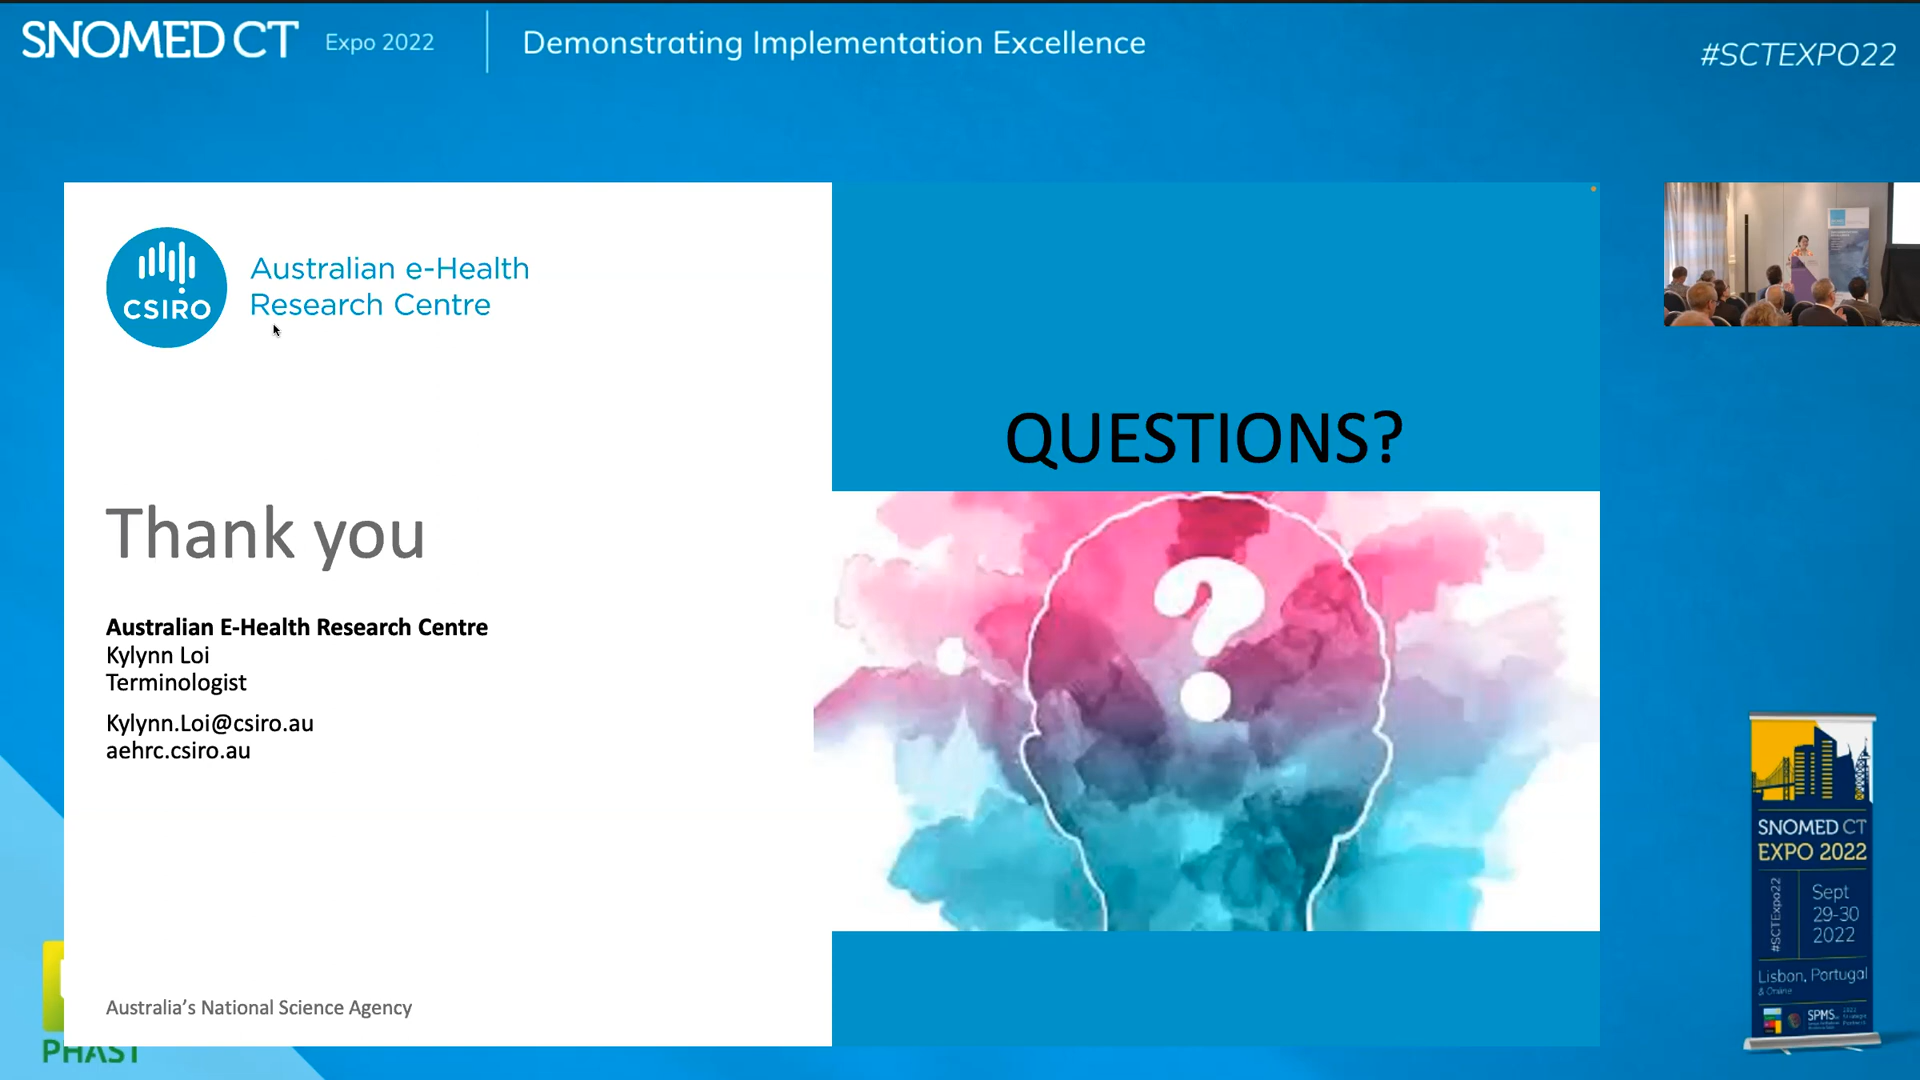 SNOMED CT Expo 2022 Demonstrating Implementation Excellence
#SCTEXPO22
CSIRO
Australian e-Health
Research Centre
QUESTIONS?
Thank you
?
Australian E-Health Research Centre
Kylynn Loi
Terminologist
Kylynn.Loi@csiro.au
aehrc.csiro.au
Australia's National Science Agency
PHAST
SNOMED CT
EXPO 2022
#SCTExpo22
Sept
29-30
2022
Lisbon, Portugal
& Online
SPMS